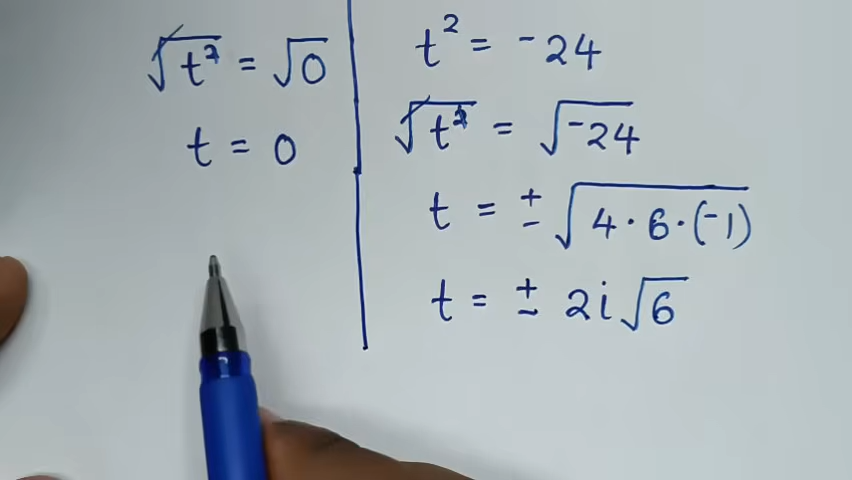 √t² = √0
t = 0
t² = -24
√t² = √-24
t = ± √4 · 6 · (-1)
t = ± 2i√6